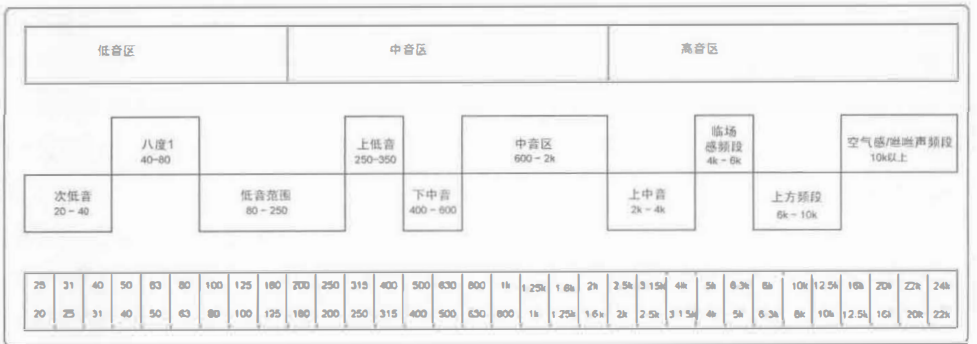 低音区 中音区 高音区
八度1
40-80
上低音
250-350
中音区
600 - 2k
临场
感频段
4k - 6k
空气感/咝咝声频段
10k以上
次低音
20 - 40
低音范围
80 - 250
下中音
400 - 600
上中音
2k - 4k
上方频段
6k - 10k
25 31 40 50 63 80 100 125 160 200 250 315 400 500 630 800 1k 1.25k 1.6k 2k 2.5k 3.15k 4k 5k 6.3k 8k 10k 12.5k 16k 20k 22k 24k
20 25 31 40 50 63 80 100 125 160 200 250 315 400 500 630 800 1k 1.25k 1.6k 2k 2.5k 3.15k 4k 5k 6.3k 8k 10k 12.5k 16k 20k 22k